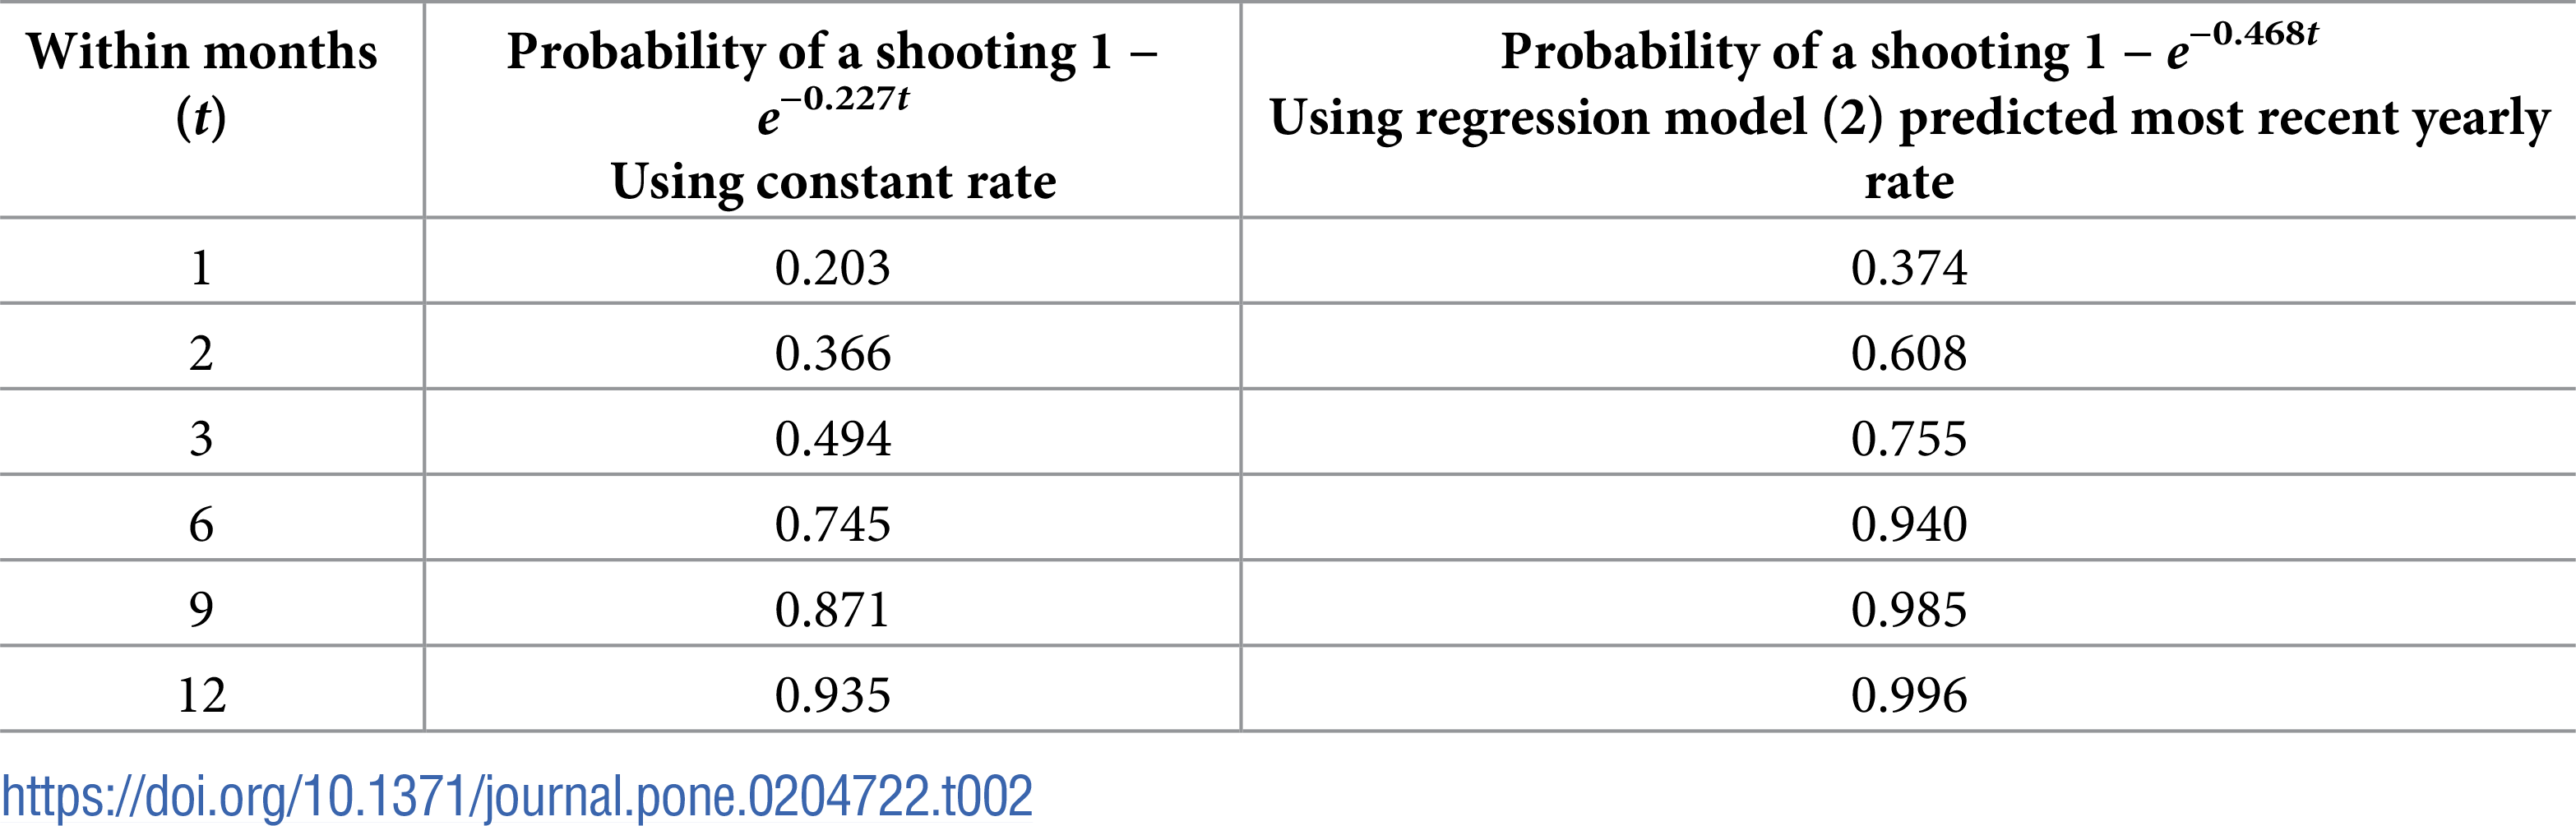 Within months (t) Probability of a shooting 1 − e^−0.227t Using constant rate Probability of a shooting 1 − e^−0.468t Using regression model (2) predicted most recent yearly rate
1 0.203 0.374
2 0.366 0.608
3 0.494 0.755
6 0.745 0.940
9 0.871 0.985
12 0.935 0.996
https://doi.org/10.1371/journal.pone.0204722.t002